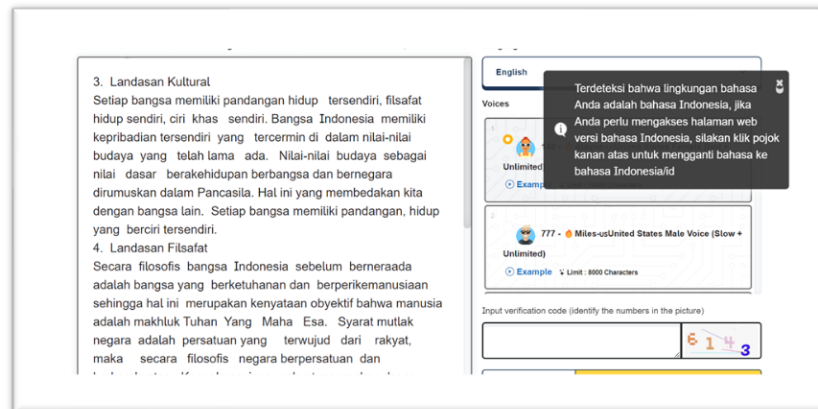 3. Landasan Kultural
Setiap bangsa memiliki pandangan hidup tersendiri, filsafat
hidup sendiri, ciri khas sendiri. Bangsa Indonesia memiliki
kepribadian tersendiri yang tercermin di dalam nilai-nilai
budaya yang telah lama ada. Nilai-nilai budaya sebagai
nilai dasar berakehidupan berbangsa dan bernegara
dirumuskan dalam Pancasila. Hal ini yang membedakan kita
dengan bangsa lain. Setiap bangsa memiliki pandangan, hidup
yang berciri tersendiri.
4. Landasan Filsafat
Secara filosofis bangsa Indonesia sebelum berneraada
adalah bangsa yang berketuhanan dan berperikemanusiaan
sehingga hal ini merupakan kenyataan obyektif bahwa manusia
adalah makhluk Tuhan Yang Maha Esa. Syarat mutlak
negara adalah persatuan yang terwujud dari rakyat,
maka secara filosofis negara berpersatuan dan
English
Voices
Terdeteksi bahwa lingkungan bahasa
Anda adalah bahasa Indonesia, jika
Anda perlu mengakses halaman web
versi bahasa Indonesia, silakan klik pojok
kanan atas untuk mengganti bahasa ke
bahasa Indonesia/id
1
Unlimited)
Example
2
777 - Miles-usUnited States Male Voice (Slow +
Unlimited)
Example Limit : 8000 Characters
Input verification code (identify the numbers in the picture)
6 1 4 3